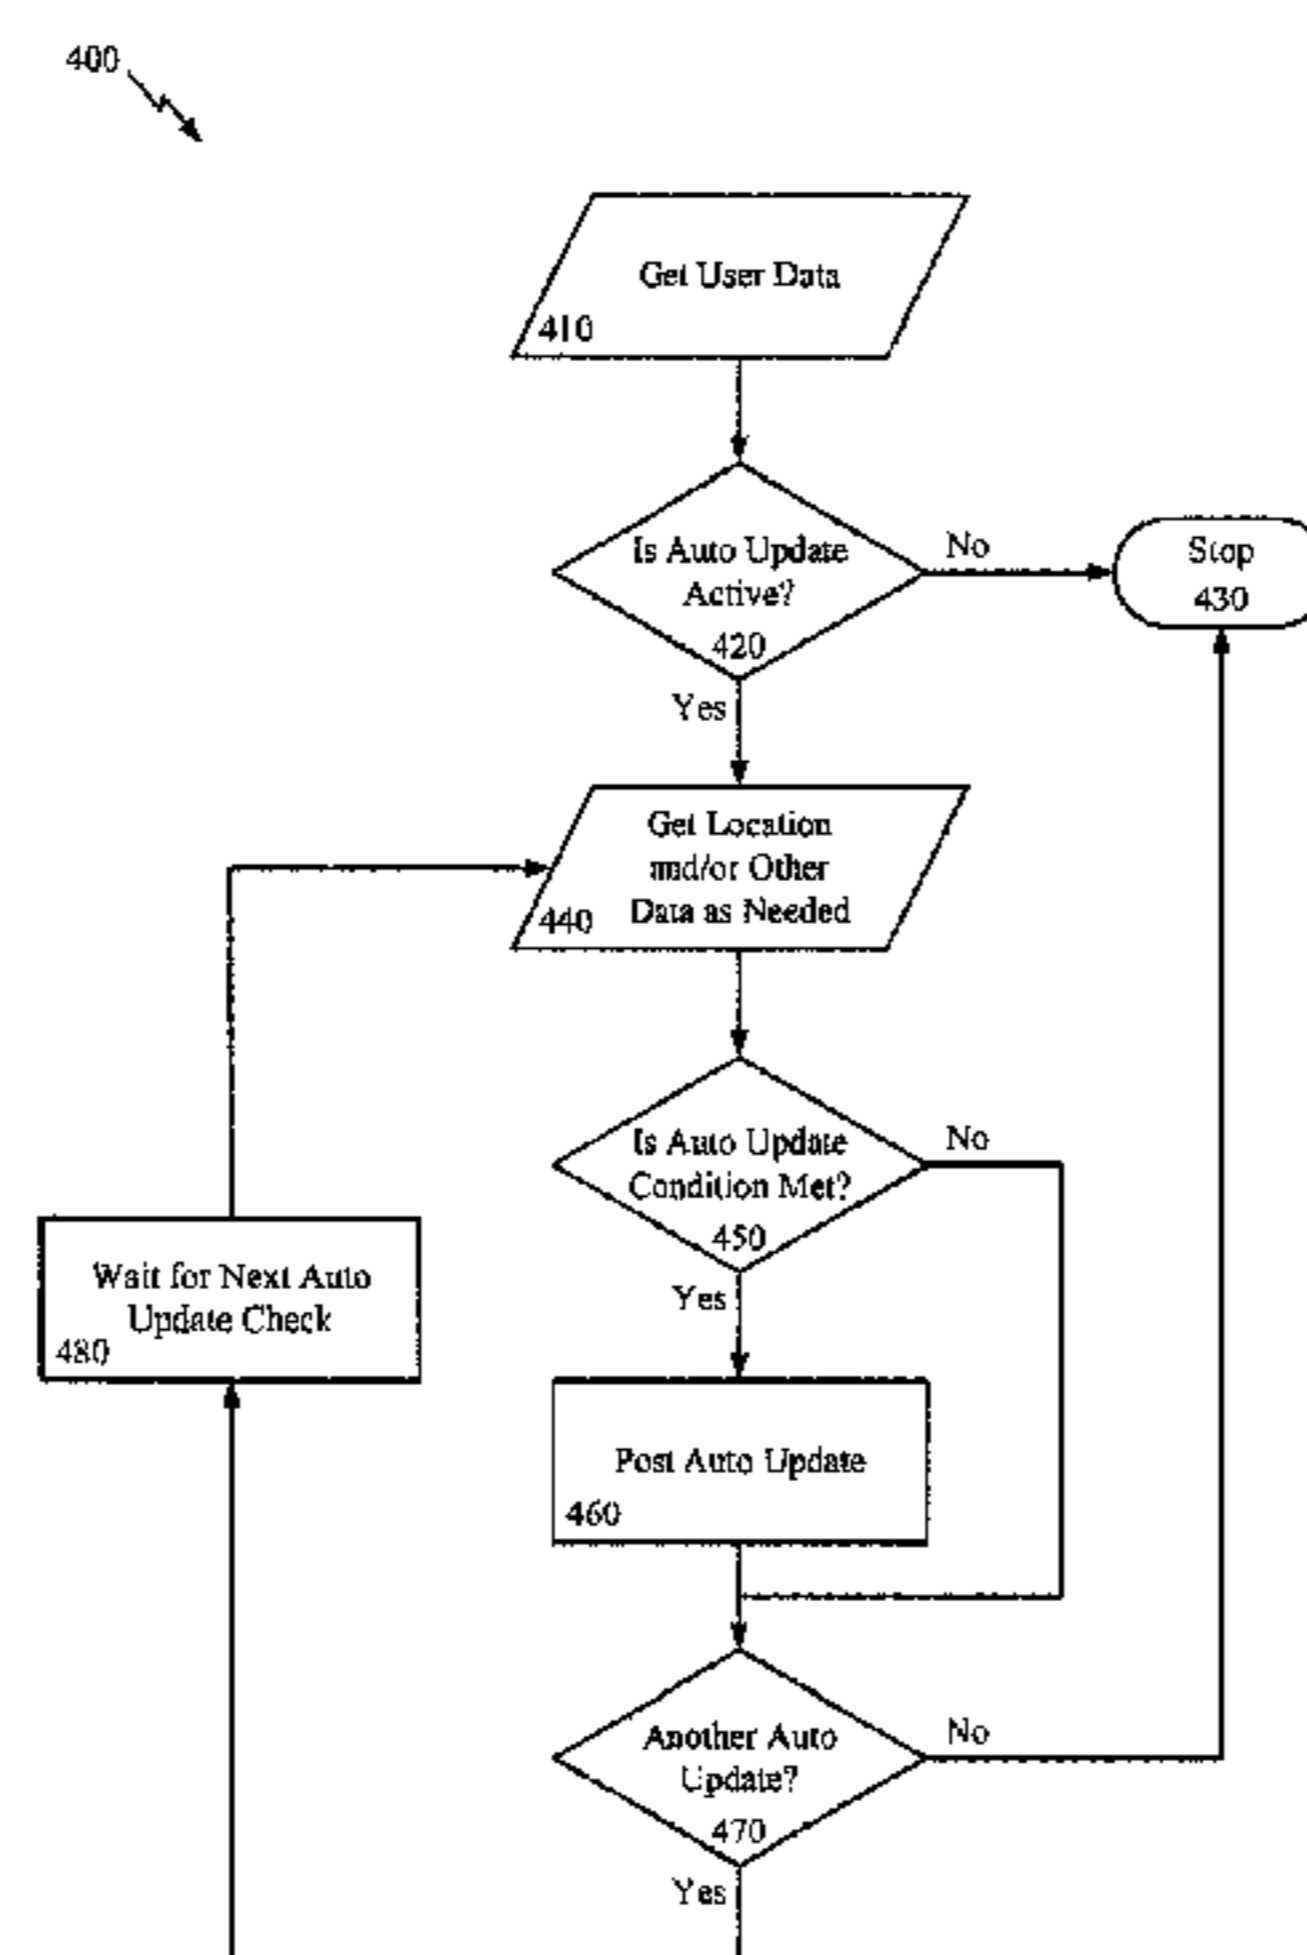 400
Get User Data
410
Is Auto Update
Active?
420
No
Stop
430
Yes
Get Location
and/or Other
Data as Needed
440
Is Auto Update
Condition Met?
450
No
Yes
Wait for Next Auto
Update Check
480
Post Auto Update
460
Another Auto
Update?
470
No
Yes